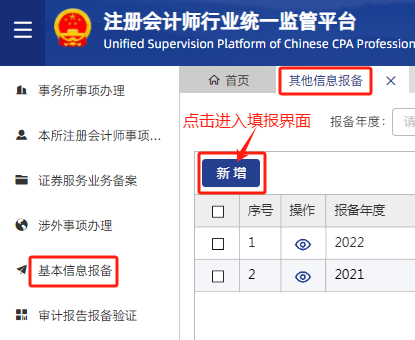 注册会计师行业统一监管平台
Unified Supervision Platform of Chinese CPA Profession
事务所事项办理
本所注册会计师事项...
证券服务业务备案
涉外事项办理
基本信息报备
审计报告报备验证
首页
其他信息报备
点击进入填报界面
报备年度：
请
新增
序号 操作 报备年度
1 2022
2 2021